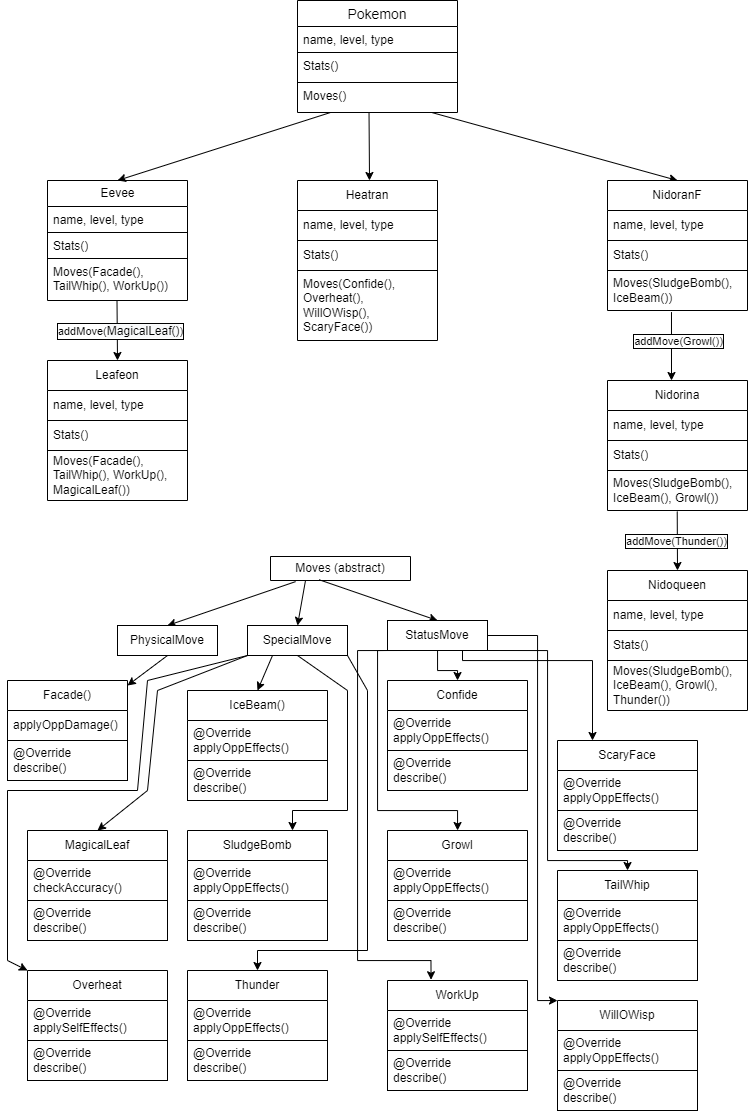 Pokemon
name, level, type
Stats()
Moves()
Eevee
name, level, type
Stats()
Moves(Facade(),
TailWhip(), WorkUp())
Heatran
name, level, type
Stats()
Moves(Confide(),
Overheat(),
WillOWisp(),
ScaryFace())
NidoranF
name, level, type
Stats()
Moves(SludgeBomb(),
IceBeam())
addMove(MagicalLeaf())
addMove(Growl())
Leafeon
name, level, type
Stats()
Moves(Facade(),
TailWhip(), WorkUp(),
MagicalLeaf())
Nidorina
name, level, type
Stats()
Moves(SludgeBomb(),
IceBeam(), Growl())
addMove(Thunder())
Nidoqueen
name, level, type
Stats()
Moves(SludgeBomb(),
IceBeam(), Growl(),
Thunder())
Moves (abstract)
PhysicalMove
SpecialMove
StatusMove
Facade()
applyOppDamage()
@Override
describe()
IceBeam()
@Override
applyOppEffects()
@Override
describe()
Confide
@Override
applyOppEffects()
@Override
describe()
ScaryFace
@Override
applyOppEffects()
@Override
describe()
MagicalLeaf
@Override
checkAccuracy()
@Override
describe()
SludgeBomb
@Override
applyOppEffects()
@Override
describe()
Growl
@Override
applyOppEffects()
@Override
describe()
TailWhip
@Override
applyOppEffects()
@Override
describe()
Overheat
@Override
applySelfEffects()
@Override
describe()
Thunder
@Override
applyOppEffects()
@Override
describe()
WorkUp
@Override
applySelfEffects()
@Override
describe()
WillOWisp
@Override
applyOppEffects()
@Override
describe()